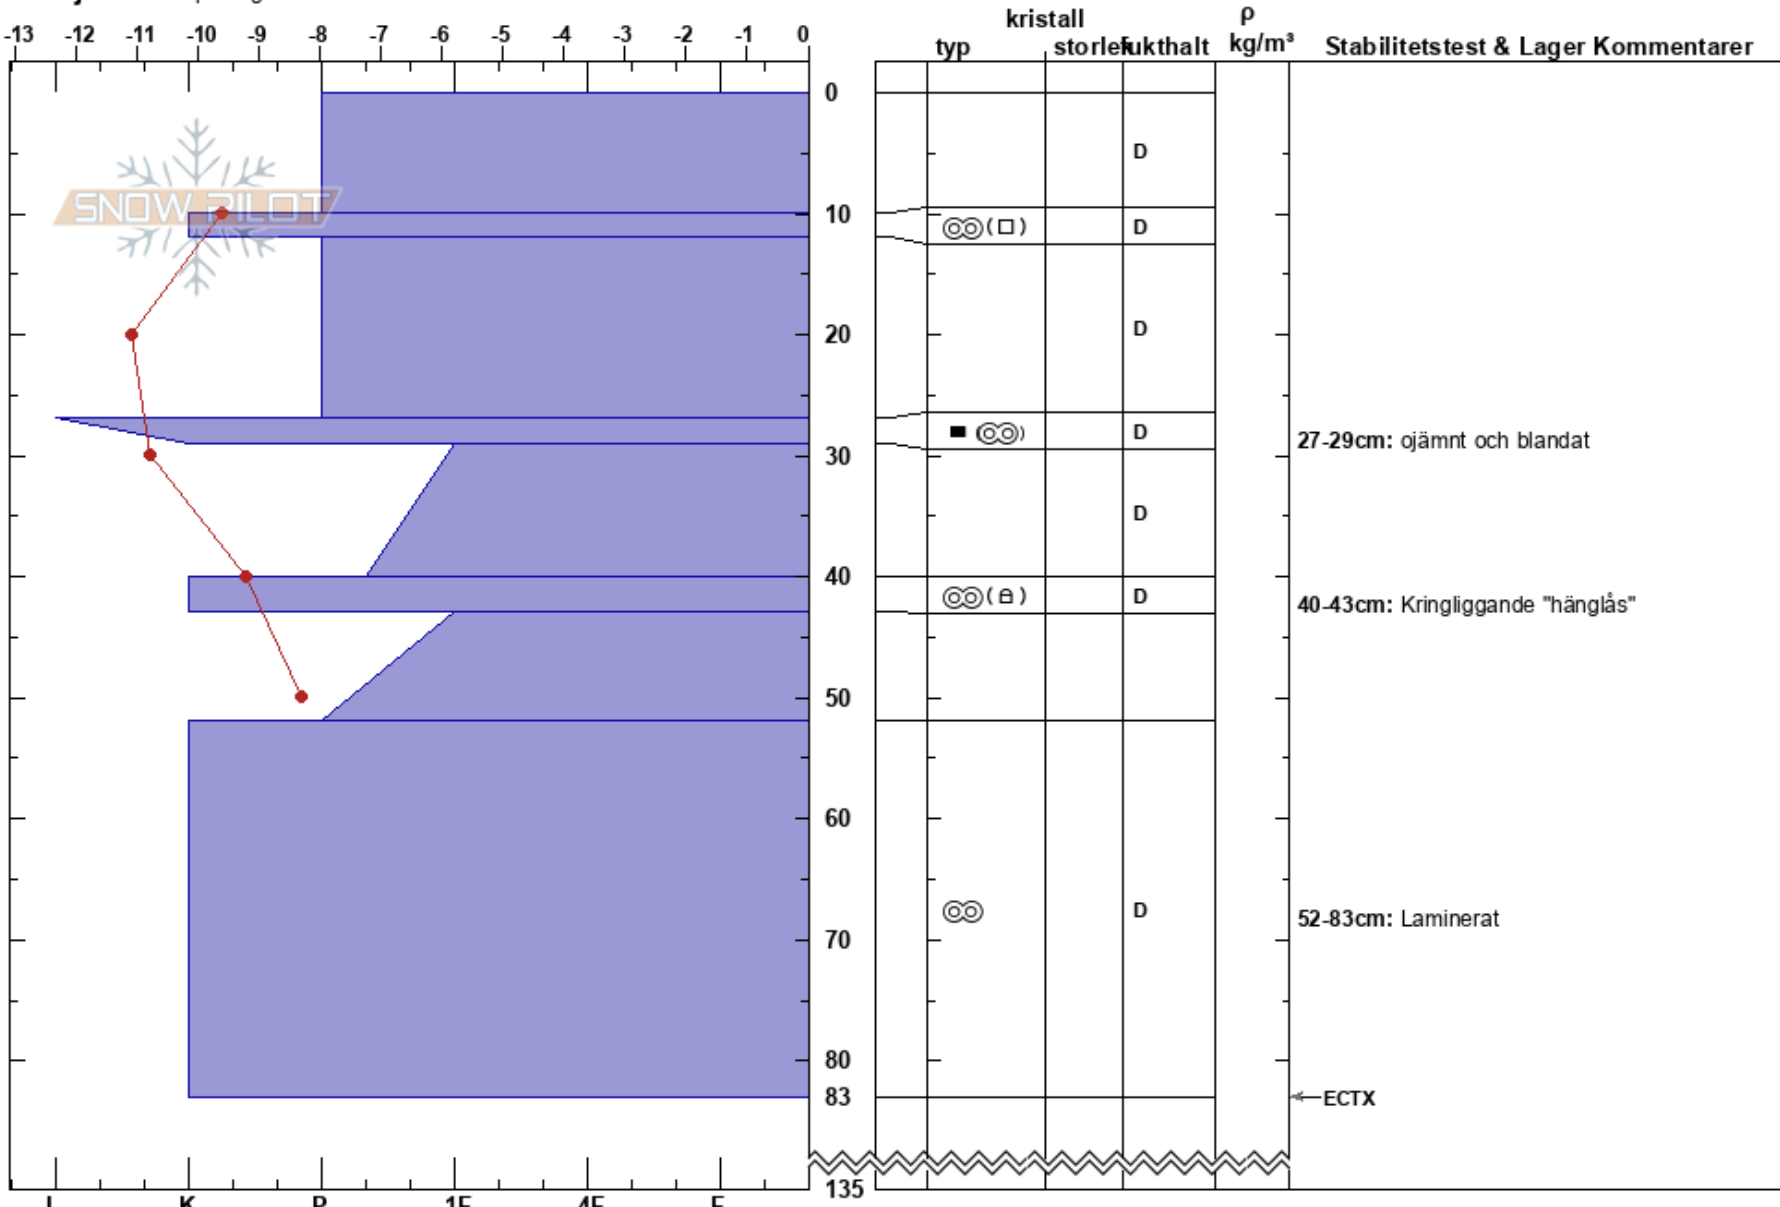 kristall ρ
-13 -12 -11 -10 -9 -8 -7 -6 -5 -4 -3 -2 -1 0 typ storlek fukthalt kg/m³ Stabilitetstest & Lager Kommentarer
0
D
SNOW PILOT
10 D
20 D
D
27-29cm: ojämnt och blandat
30
D
40
D
40-43cm: Kringliggande "hänglås"
50
60
D
52-83cm: Laminerat
70
80
83 ECTX
135
I K P 1F 4F F